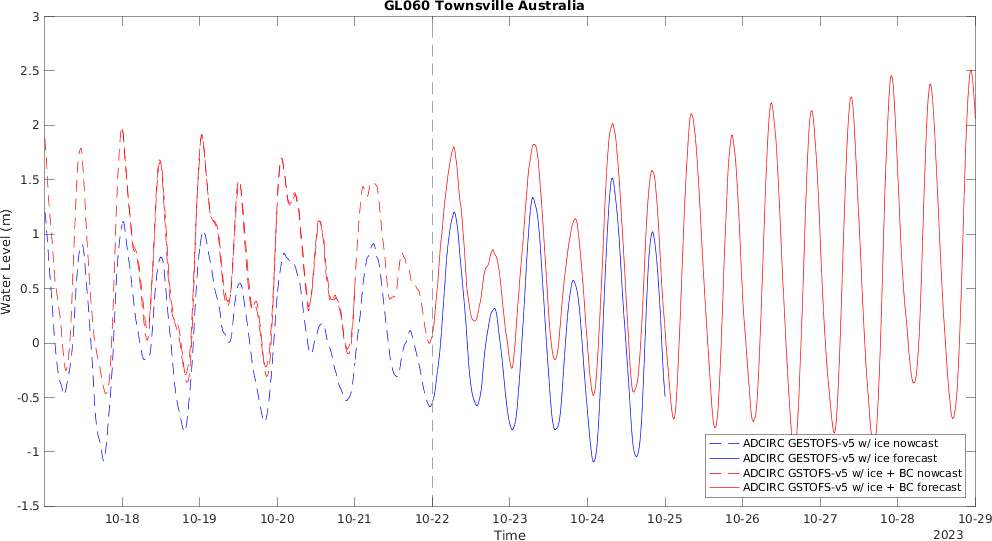 GL060 Townsville Australia
3
2.5
2
1.5
1
0.5
0
-0.5
-1
-1.5
Water Level (m)
ADCIRC GESTOFS-v5 w/ ice nowcast
ADCIRC GESTOFS-v5 w/ ice forecast
ADCIRC GSTOFS-v5 w/ ice + BC nowcast
ADCIRC GSTOFS-v5 w/ ice + BC forecast
10-18 10-19 10-20 10-21 10-22 10-23 10-24 10-25 10-26 10-27 10-28 10-29
Time
2023